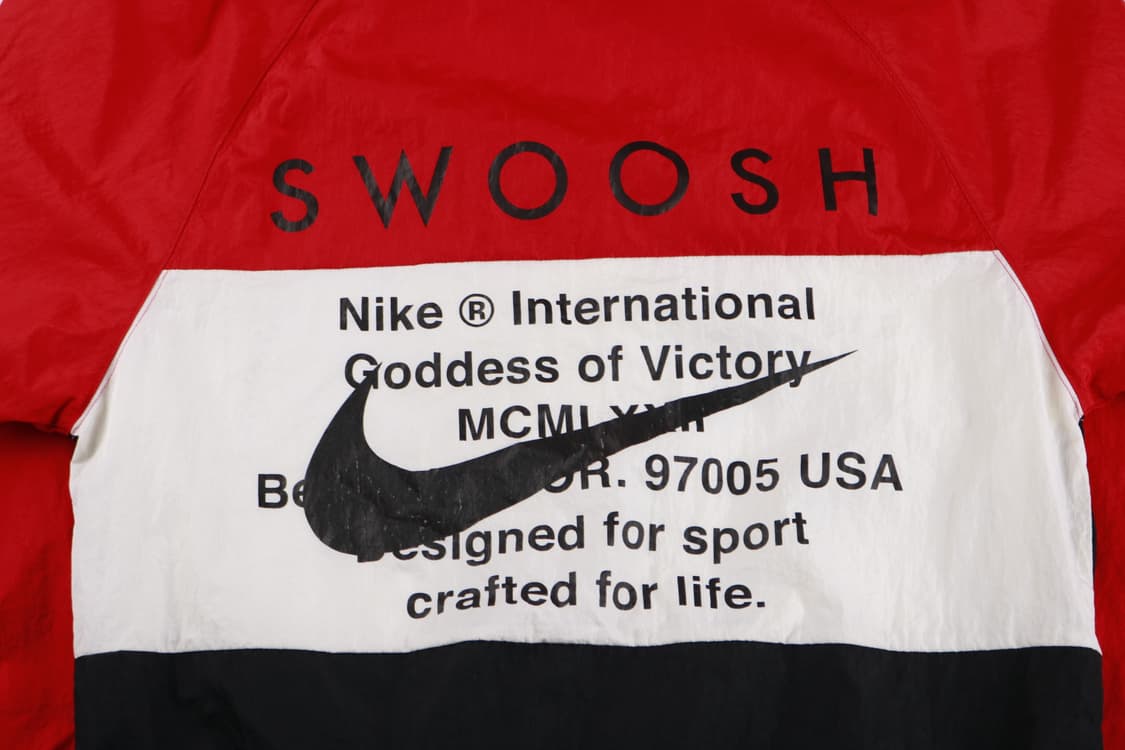 SWOOSH
Nike ® International
Goddess of Victory
MCMLXXII
OR. 97005 USA
Designed for sport
crafted for life.